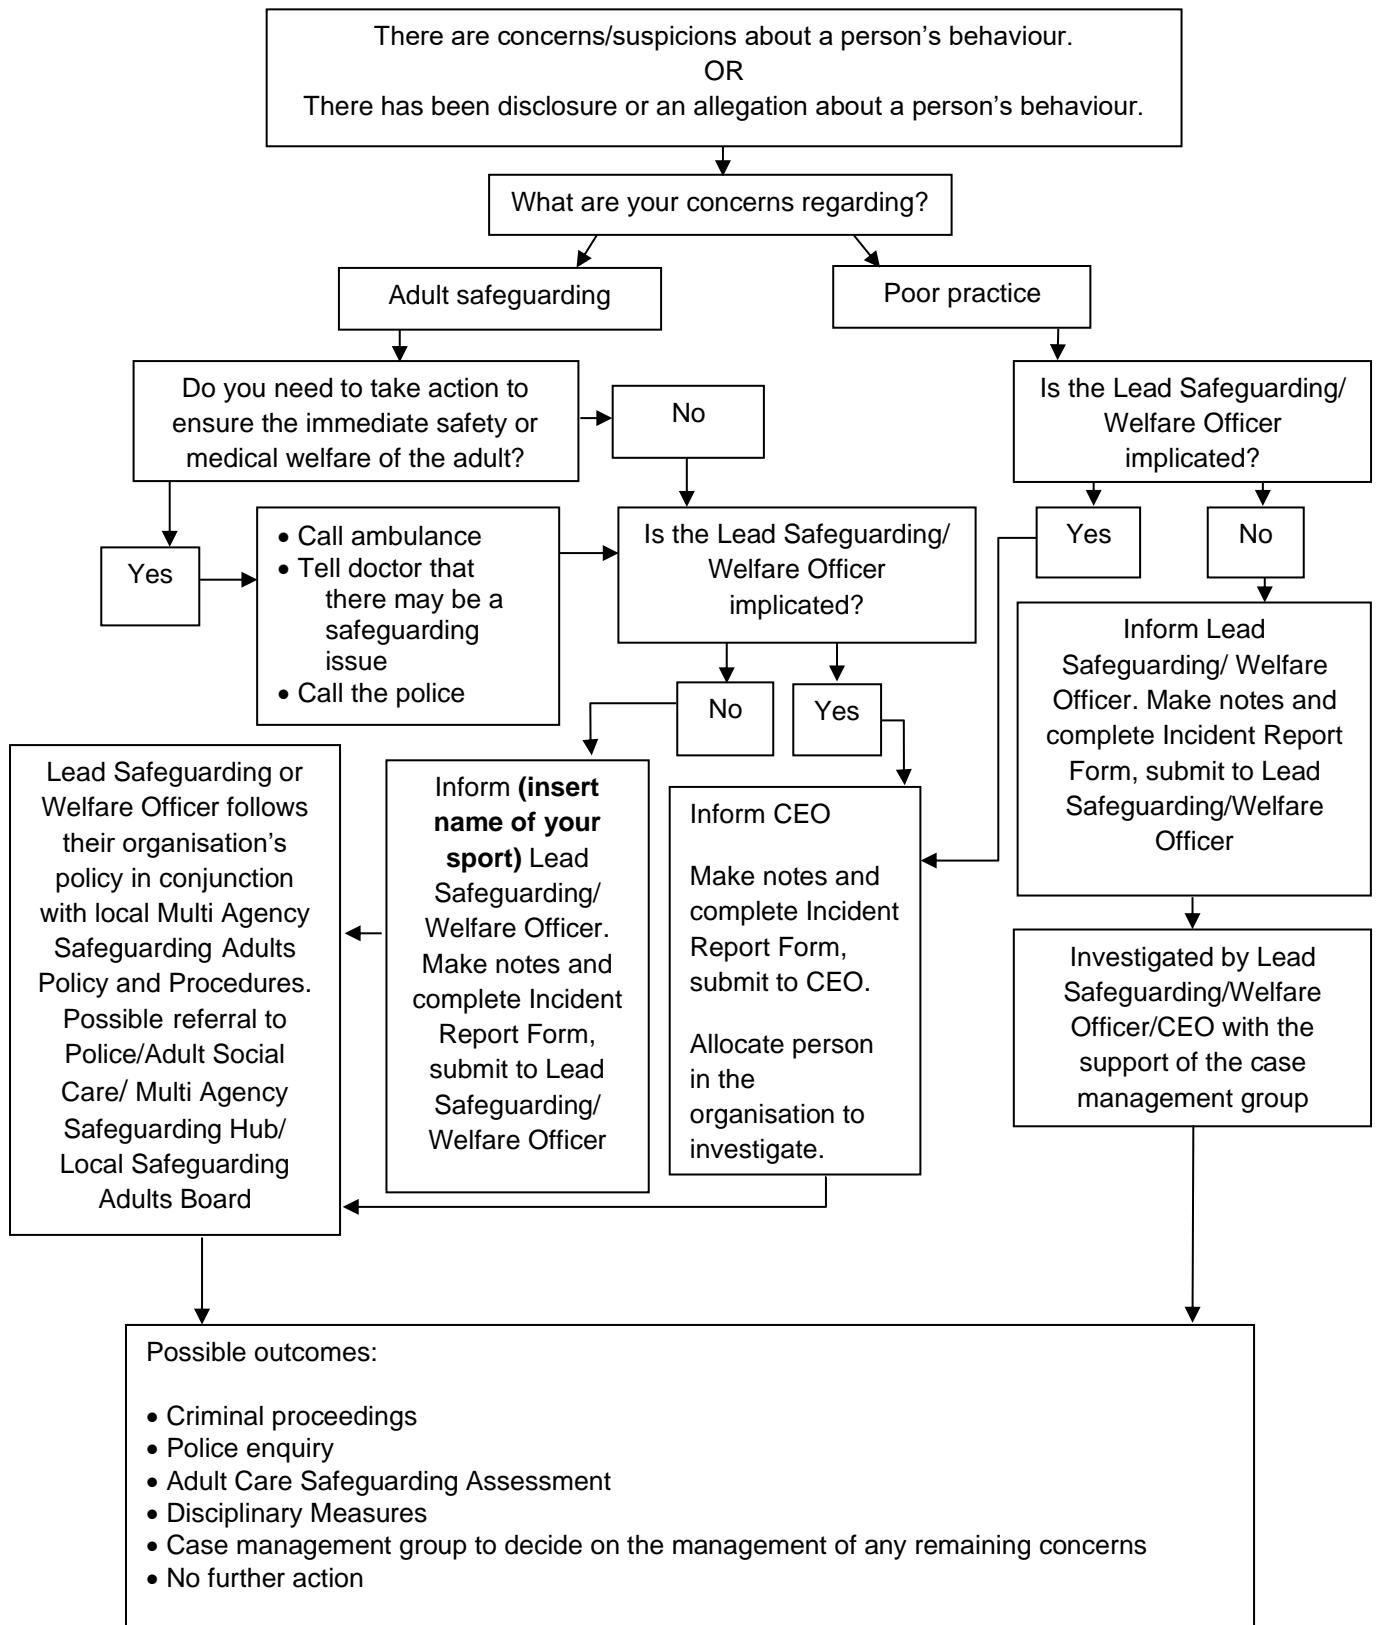 There are concerns/suspicions about a person’s behaviour.
OR
There has been disclosure or an allegation about a person’s behaviour.
What are your concerns regarding?
Adult safeguarding
Poor practice
Do you need to take action to
ensure the immediate safety or
medical welfare of the adult?
No
Is the Lead Safeguarding/
Welfare Officer
implicated?
Yes
• Call ambulance
• Tell doctor that
there may be a
safeguarding
issue
• Call the police
Is the Lead Safeguarding/
Welfare Officer
implicated?
Yes
No
No
Yes
Inform Lead
Safeguarding/ Welfare
Officer. Make notes and
complete Incident Report
Form, submit to Lead
Safeguarding/Welfare
Officer
Lead Safeguarding or
Welfare Officer follows
their organisation’s
policy in conjunction
with local Multi Agency
Safeguarding Adults
Policy and Procedures.
Possible referral to
Police/Adult Social
Care/ Multi Agency
Safeguarding Hub/
Local Safeguarding
Adults Board
Inform (insert
name of your
sport) Lead
Safeguarding/
Welfare Officer.
Make notes and
complete Incident
Report Form,
submit to Lead
Safeguarding/
Welfare Officer
Inform CEO
Make notes and
complete Incident
Report Form,
submit to CEO.
Allocate person
in the
organisation to
investigate.
Investigated by Lead
Safeguarding/Welfare
Officer/CEO with the
support of the case
management group
Possible outcomes:
• Criminal proceedings
• Police enquiry
• Adult Care Safeguarding Assessment
• Disciplinary Measures
• Case management group to decide on the management of any remaining concerns
• No further action